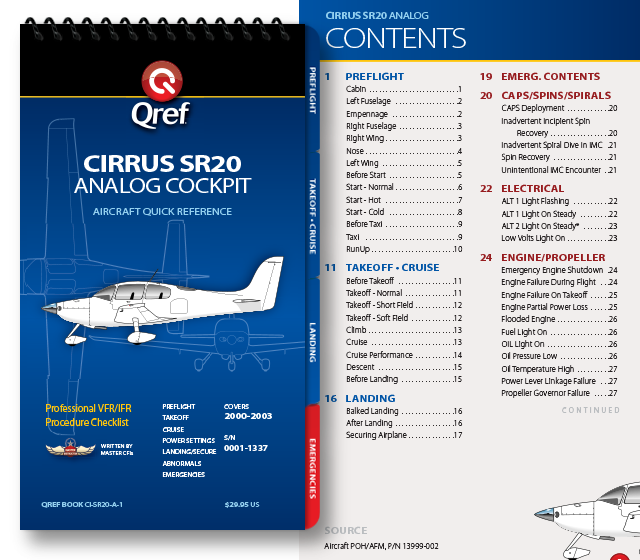 Qref
CIRRUS SR20
ANALOG COCKPIT
AIRCRAFT QUICK REFERENCE
Professional VFR/IFR
Procedure Checklist
WRITTEN BY
MASTER CFIs
PREFLIGHT
TAKEOFF
CRUISE
POWER SETTINGS
LANDING/SECURE
ABNORMALS
EMERGENCIES
COVERS
2000-2003
S/N
0001-1337
QREF BOOK CI-SR20-A-1
$29.95 US
PREFLIGHT
TAKEOFF • CRUISE
LANDING
EMERGENCIES
CIRRUS SR20 ANALOG
CONTENTS
1 PREFLIGHT
Cabin ..........................1
Left Fuselage ..................2
Empennage ......................2
Right Fuselage .................3
Right Wing .....................3
Nose ...........................4
Left Wing ......................5
Before Start ...................5
Start - Normal .................6
Start - Hot ....................7
Start - Cold ...................8
Before Taxi ....................9
Taxi ...........................9
RunUp .........................10
11 TAKEOFF • CRUISE
Before Takeoff ................11
Takeoff - Normal ..............11
Takeoff - Short Field .........12
Takeoff - Soft Field ..........12
Climb .........................13
Cruise ........................13
Cruise Performance ............14
Descent .......................15
Before Landing ................15
16 LANDING
Balked Landing ................16
After Landing .................16
Securing Airplane .............17
SOURCE
Aircraft POH/AFM, P/N 13999-002
19 EMERG. CONTENTS
20 CAPS/SPINS/SPIRALS
CAPS Deployment ............20
Inadvertent Incipient Spin
Recovery ...................20
Inadvertent Spiral Dive in IMC .21
Spin Recovery ..............21
Unintentional IMC Encounter ..21
22 ELECTRICAL
ALT 1 Light Flashing .......22
ALT 1 Light On Steady ......22
ALT 2 Light On Steady* .....23
Low Volts Light On .........23
24 ENGINE/PROPELLER
Emergency Engine Shutdown .24
Engine Failure During Flight ..24
Engine Failure On Takeoff ....25
Engine Partial Power Loss ....25
Flooded Engine .............26
Fuel Light On ..............26
OIL Light On ...............26
Oil Pressure Low ...........26
Oil Temperature High .......27
Power Lever Linkage Failure ..27
Propeller Governor Failure ...27
CONTINUED